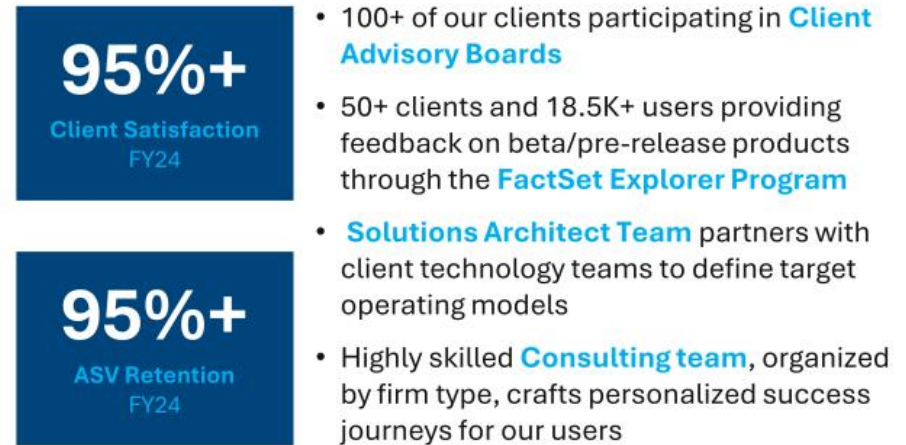 95%+
Client Satisfaction
FY24
95%+
ASV Retention
FY24
• 100+ of our clients participating in Client
Advisory Boards
• 50+ clients and 18.5K+ users providing
feedback on beta/pre-release products
through the FactSet Explorer Program
• Solutions Architect Team partners with
client technology teams to define target
operating models
• Highly skilled Consulting team, organized
by firm type, crafts personalized success
journeys for our users